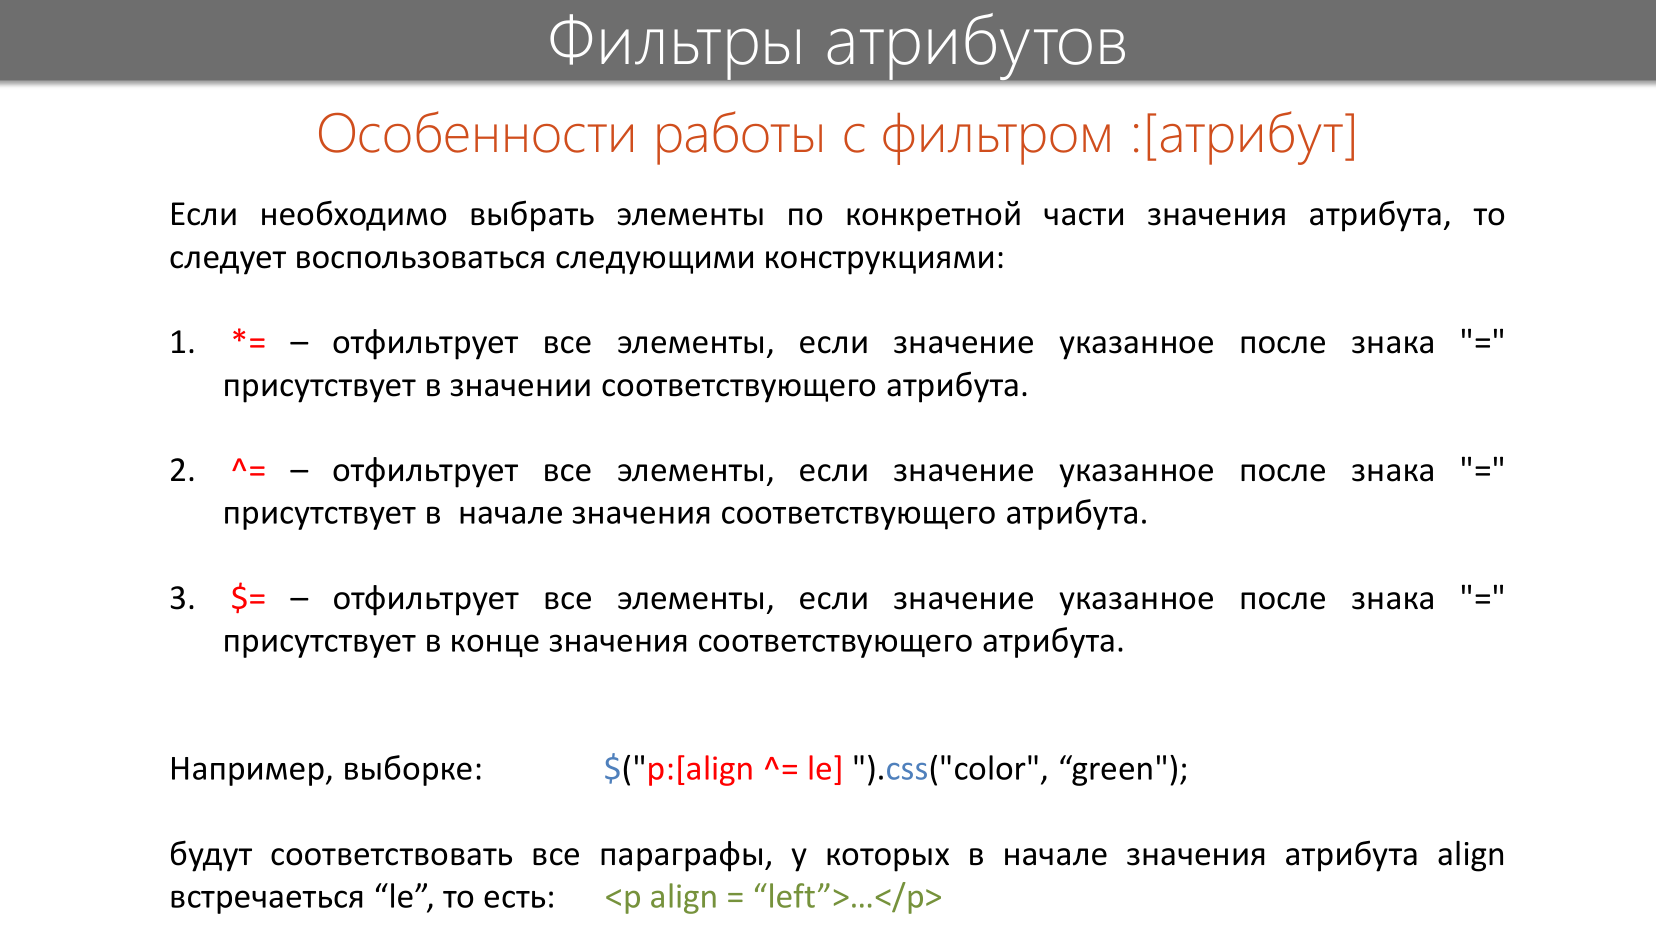 Фильтры атрибутов
Особенности работы с фильтром :[атрибут]
Если необходимо выбрать элементы по конкретной части значения атрибута, то
следует воспользоваться следующими конструкциями:
1. *= – отфильтрует все элементы, если значение указанное после знака "="
присутствует в значении соответствующего атрибута.
2. ^= – отфильтрует все элементы, если значение указанное после знака "="
присутствует в начале значения соответствующего атрибута.
3. $= – отфильтрует все элементы, если значение указанное после знака "="
присутствует в конце значения соответствующего атрибута.
Например, выборке: $("p:[align ^= le] ").css("color", “green");
будут соответствовать все параграфы, у которых в начале значения атрибута align
встречаеться “le”, то есть: <p align = “left”>…</p>